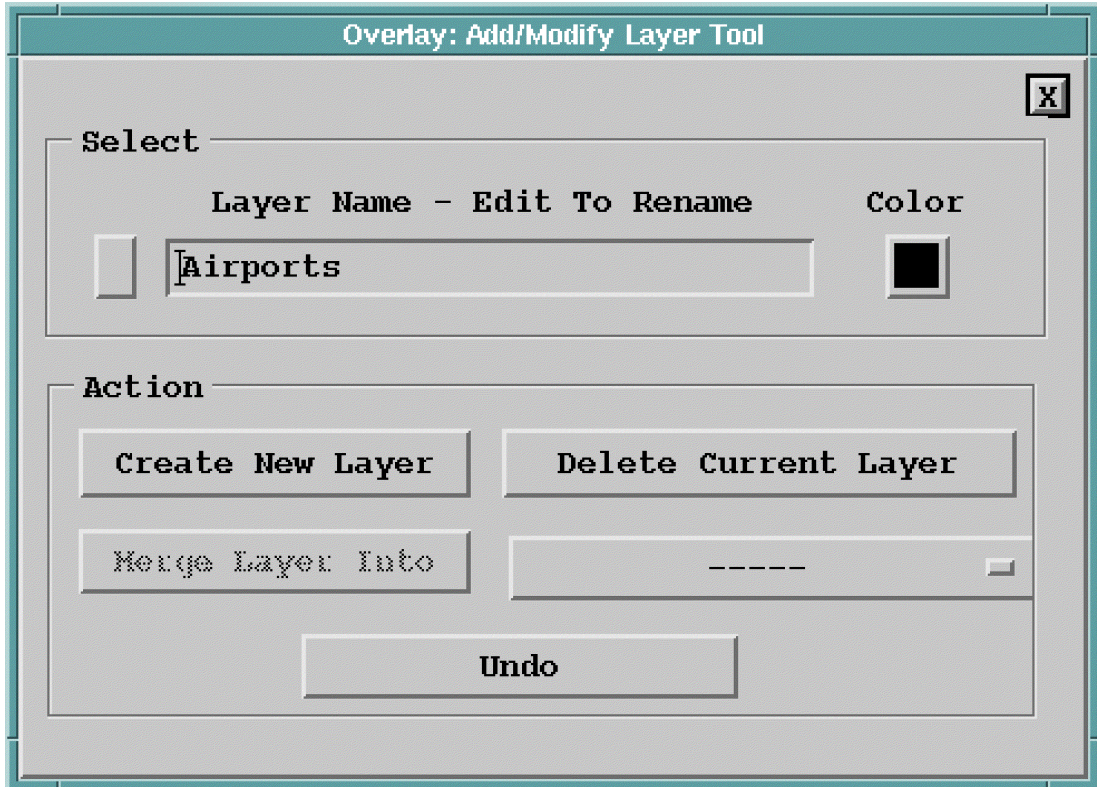 Overlay: Add/Modify Layer Tool
X
Select
Layer Name - Edit To Rename Color
Airports
Action
Create New Layer Delete Current Layer
Merge Layer Into -----
Undo